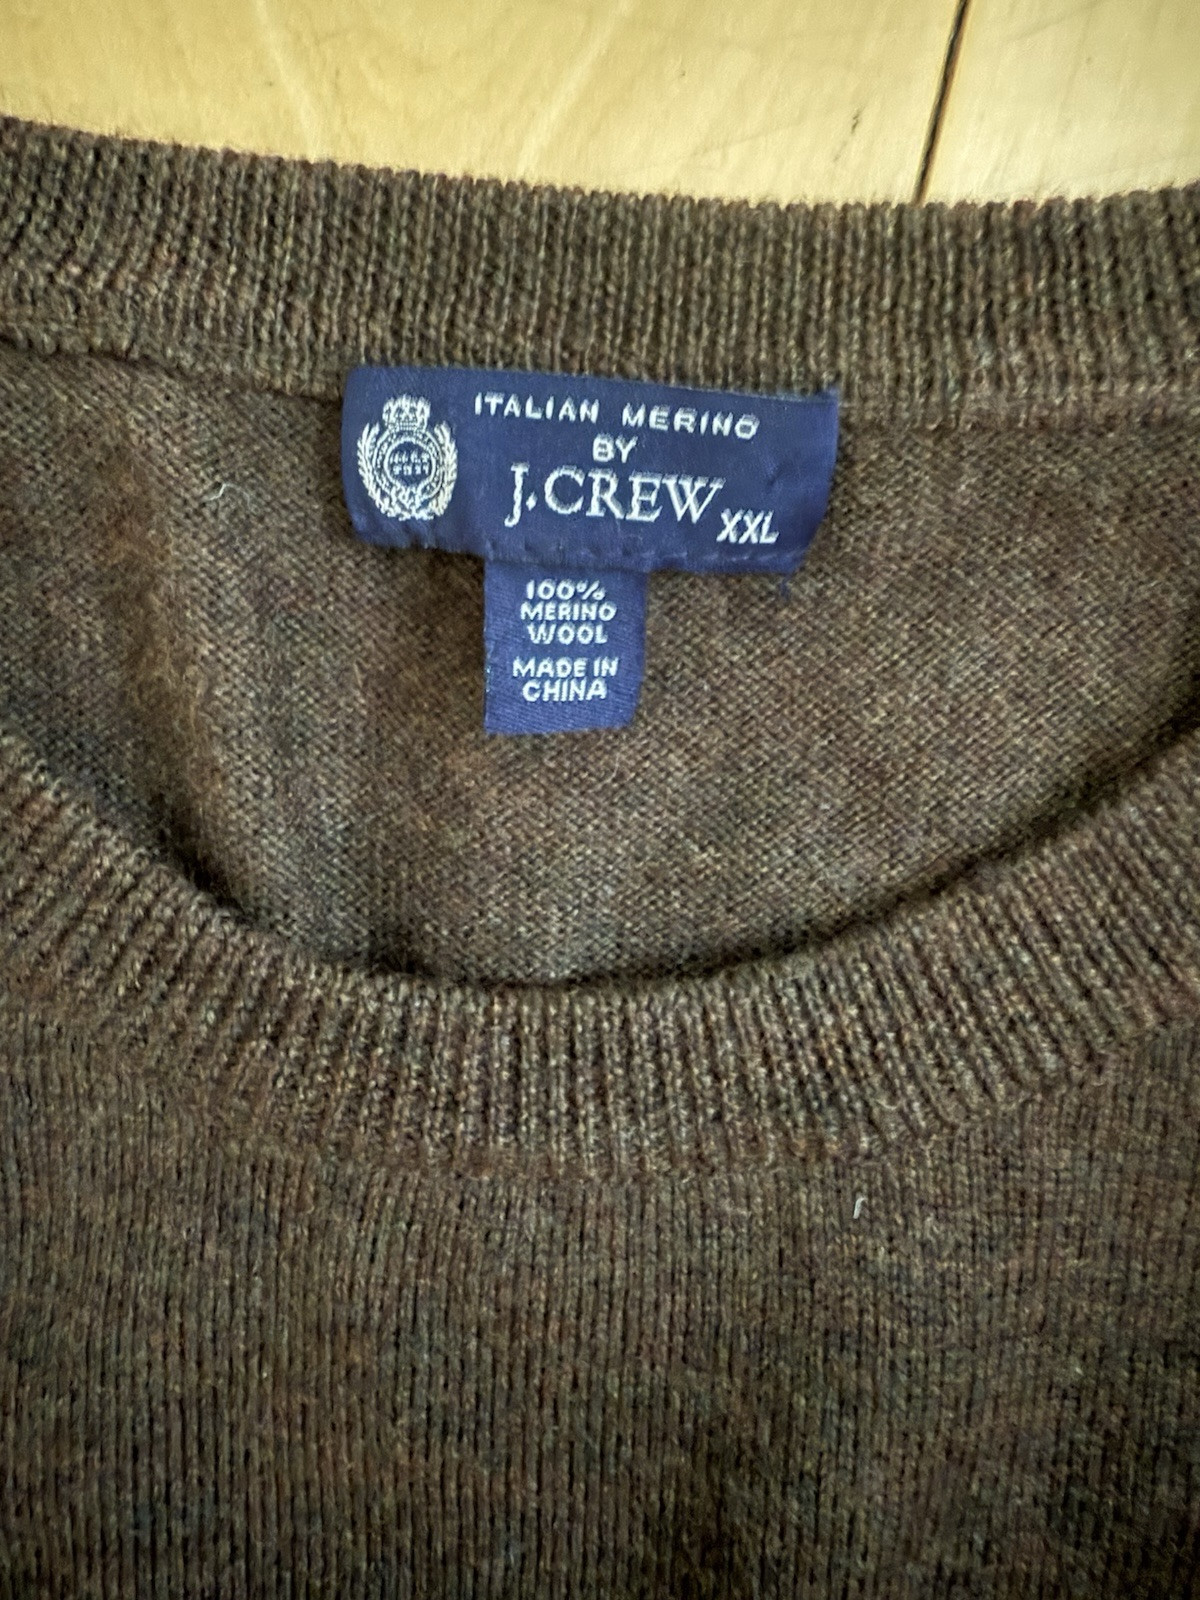 ITALIAN MERINO
BY
J.CREW XXL
100%
MERINO
WOOL
MADE IN
CHINA